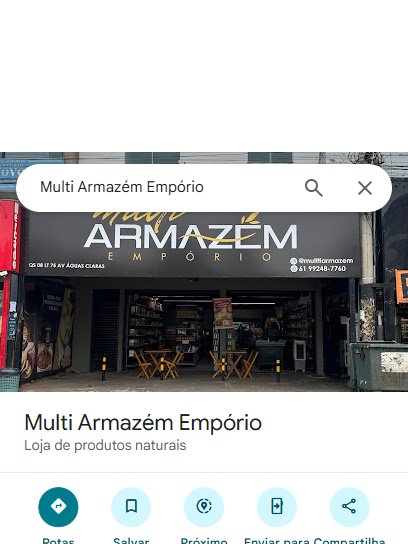 Multi Armazém Empório
multi
ARMAZÉM
EMPÓRIO
QS 08 LT 75 AV ÁGUAS CLARAS
@multiarmazem
61 99248-7760
Multi Armazém Empório
Loja de produtos naturais
Rotas
Salvar
Próximo
Enviar para
Compartilha